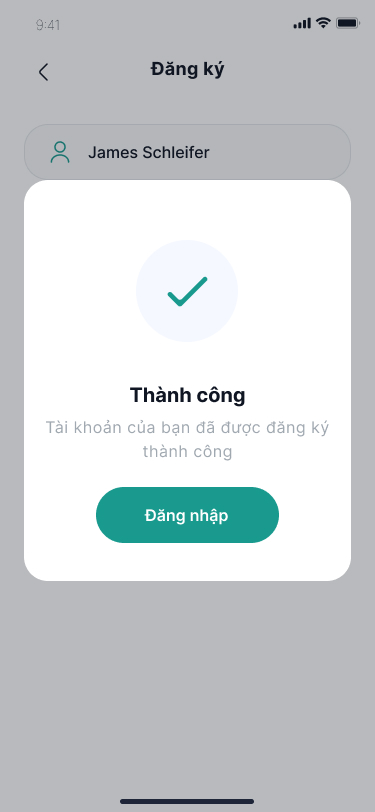 9:41
Đăng ký
James Schleifer
Thành công
Tài khoản của bạn đã được đăng ký
thành công
Đăng nhập